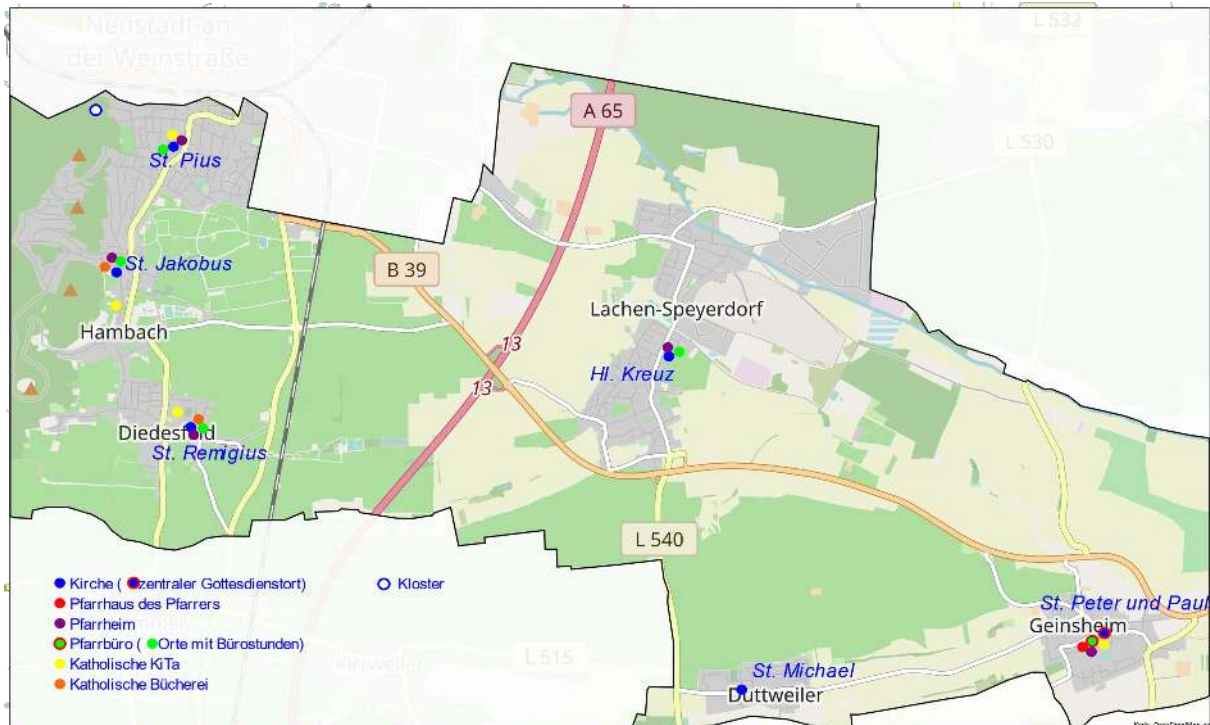 Neustadt an
der Weinstraße
L 532
A 65
L 530
St. Pius
St. Jakobus
B 39
Lachen-Speyerdorf
Hambach
13
Hl. Kreuz
13
Diedesfeld
St. Remigius
L 540
Kirche ( zentraler Gottesdienstort)
Kloster
Pfarrhaus des Pfarrers
Pfarrheim
Pfarrbüro ( Orte mit Bürostunden)
Katholische KiTa
Katholische Bücherei
St. Peter und Paul
Geinsheim
L 515
Kirrweiler
St. Michael
Duttweiler